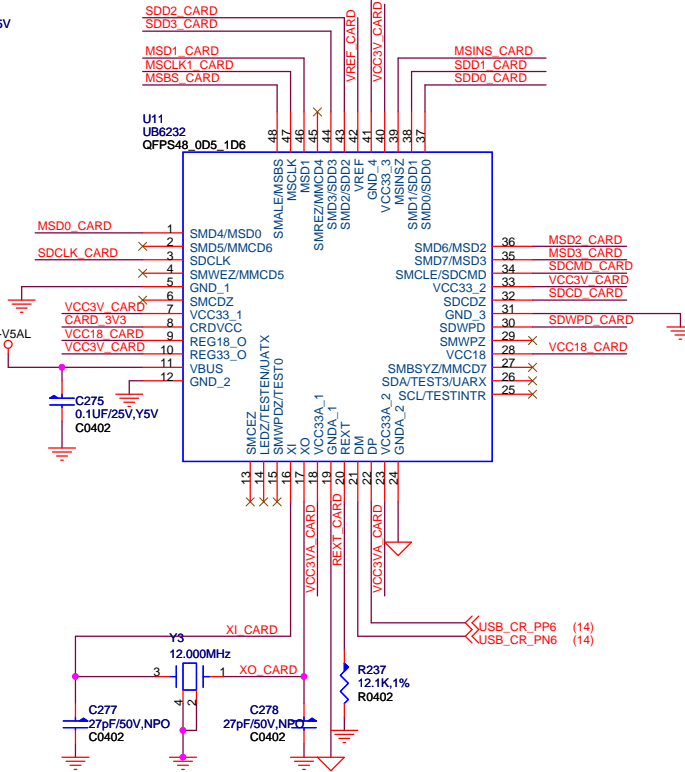 5V
SDD2_CARD
SDD3_CARD
MSD1_CARD
MSCLK1_CARD
MSBS_CARD
VREF_CARD
VCC3V_CARD
MSINS_CARD
SDD1_CARD
SDD0_CARD
U11
UB6232
QFPS48_0D5_1D6
48
47
46
45
44
43
42
41
40
39
38
37
SMALE/MSBS
MSCLK
MSD1
SMREZ/MMCD4
SMD3/SDD3
SMD2/SDD2
VREF
GND_4
VCC33_3
MSINSZ
SMD1/SDD1
SMD0/SDD0
MSD0_CARD 1 SMD4/MSD0
2 SMD5/MMCD6
SDCLK_CARD 3 SDCLK
4 SMWEZ/MMCD5
5 GND_1
6 SMCDZ
VCC3V_CARD 7 VCC33_1
CARD_3V3 8 CRDVCC
VCC18_CARD 9 REG18_O
VCC3V_CARD 10 REG33_O
11 VBUS
12 GND_2
SMD6/MSD2 36 MSD2_CARD
SMD7/MSD3 35 MSD3_CARD
SMCLE/SDCMD 34 SDCMD_CARD
VCC33_2 33 VCC3V_CARD
SDCDZ 32 SDCD_CARD
GND_3 31
SDWPD 30 SDWPD_CARD
SMWPZ 29
VCC18 28 VCC18_CARD
SMBSYZ/MMCD7 27
SDA/TEST3/UARX 26
SCL/TESTINTR 25
-V5AL
C275
0.1UF/25V,Y5V
C0402
SMCEZ
LEDZ/TESTEN/UATX
SMWPDZ/TEST0
XI
XO
VCC33A_1
GNDA_1
REXT
DM
DP
VCC33A_2
GNDA_2
13
14
15
16
17
18
19
20
21
22
23
24
VCC3VA_CARD
REXT_CARD
VCC3VA_CARD
USB_CR_PP6 (14)
USB_CR_PN6 (14)
XI_CARD
Y3
12.000MHz
3
1 XO_CARD
4
2
R237
12.1K,1%
R0402
C277
27pF/50V,NPO
C0402
C278
27pF/50V,NPO
C0402